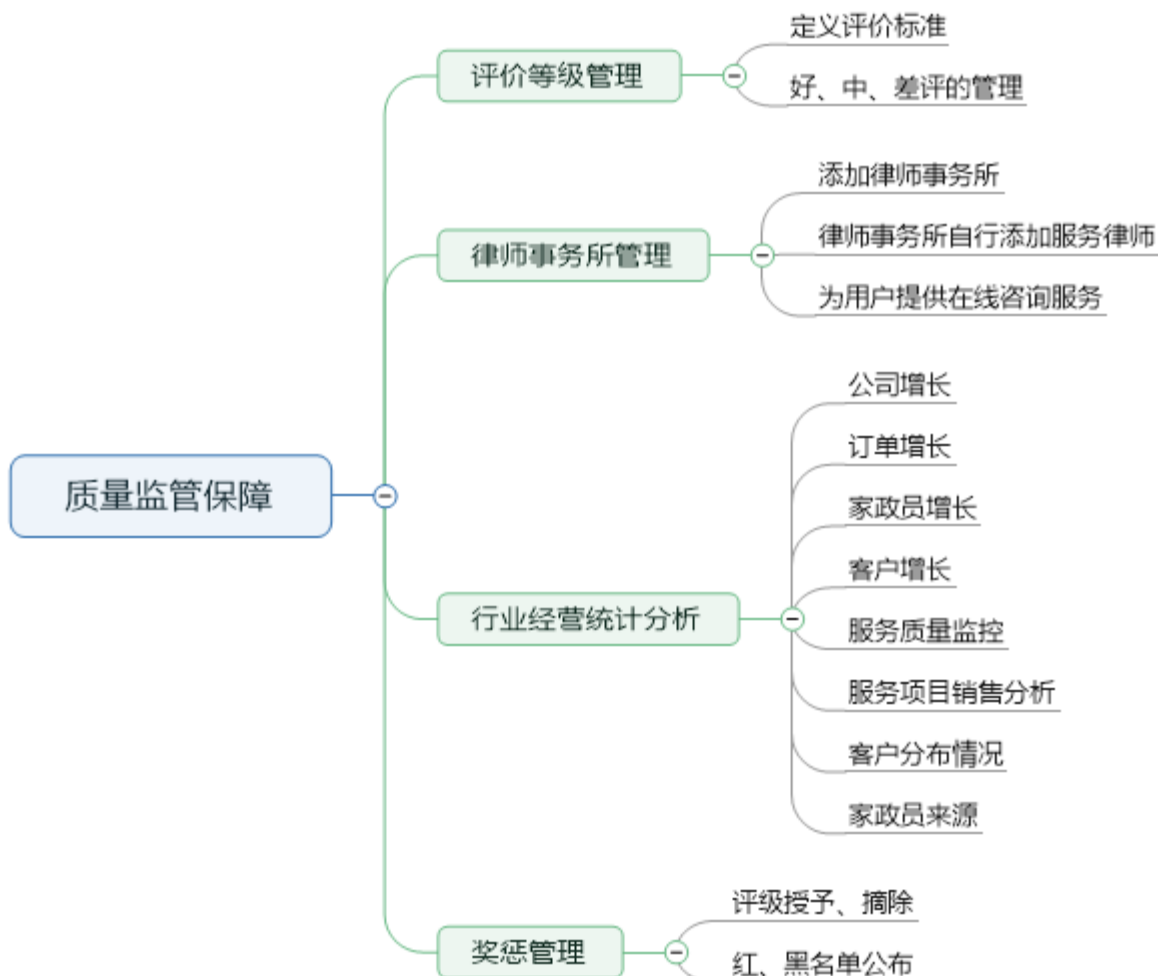 质量监管保障
评价等级管理
定义评价标准
好、中、差评的管理
律师事务所管理
添加律师事务所
律师事务所自行添加服务律师
为用户提供在线咨询服务
行业经营统计分析
公司增长
订单增长
家政员增长
客户增长
服务质量监控
服务项目销售分析
客户分布情况
家政员来源
奖惩管理
评级授予、摘除
红、黑名单公布